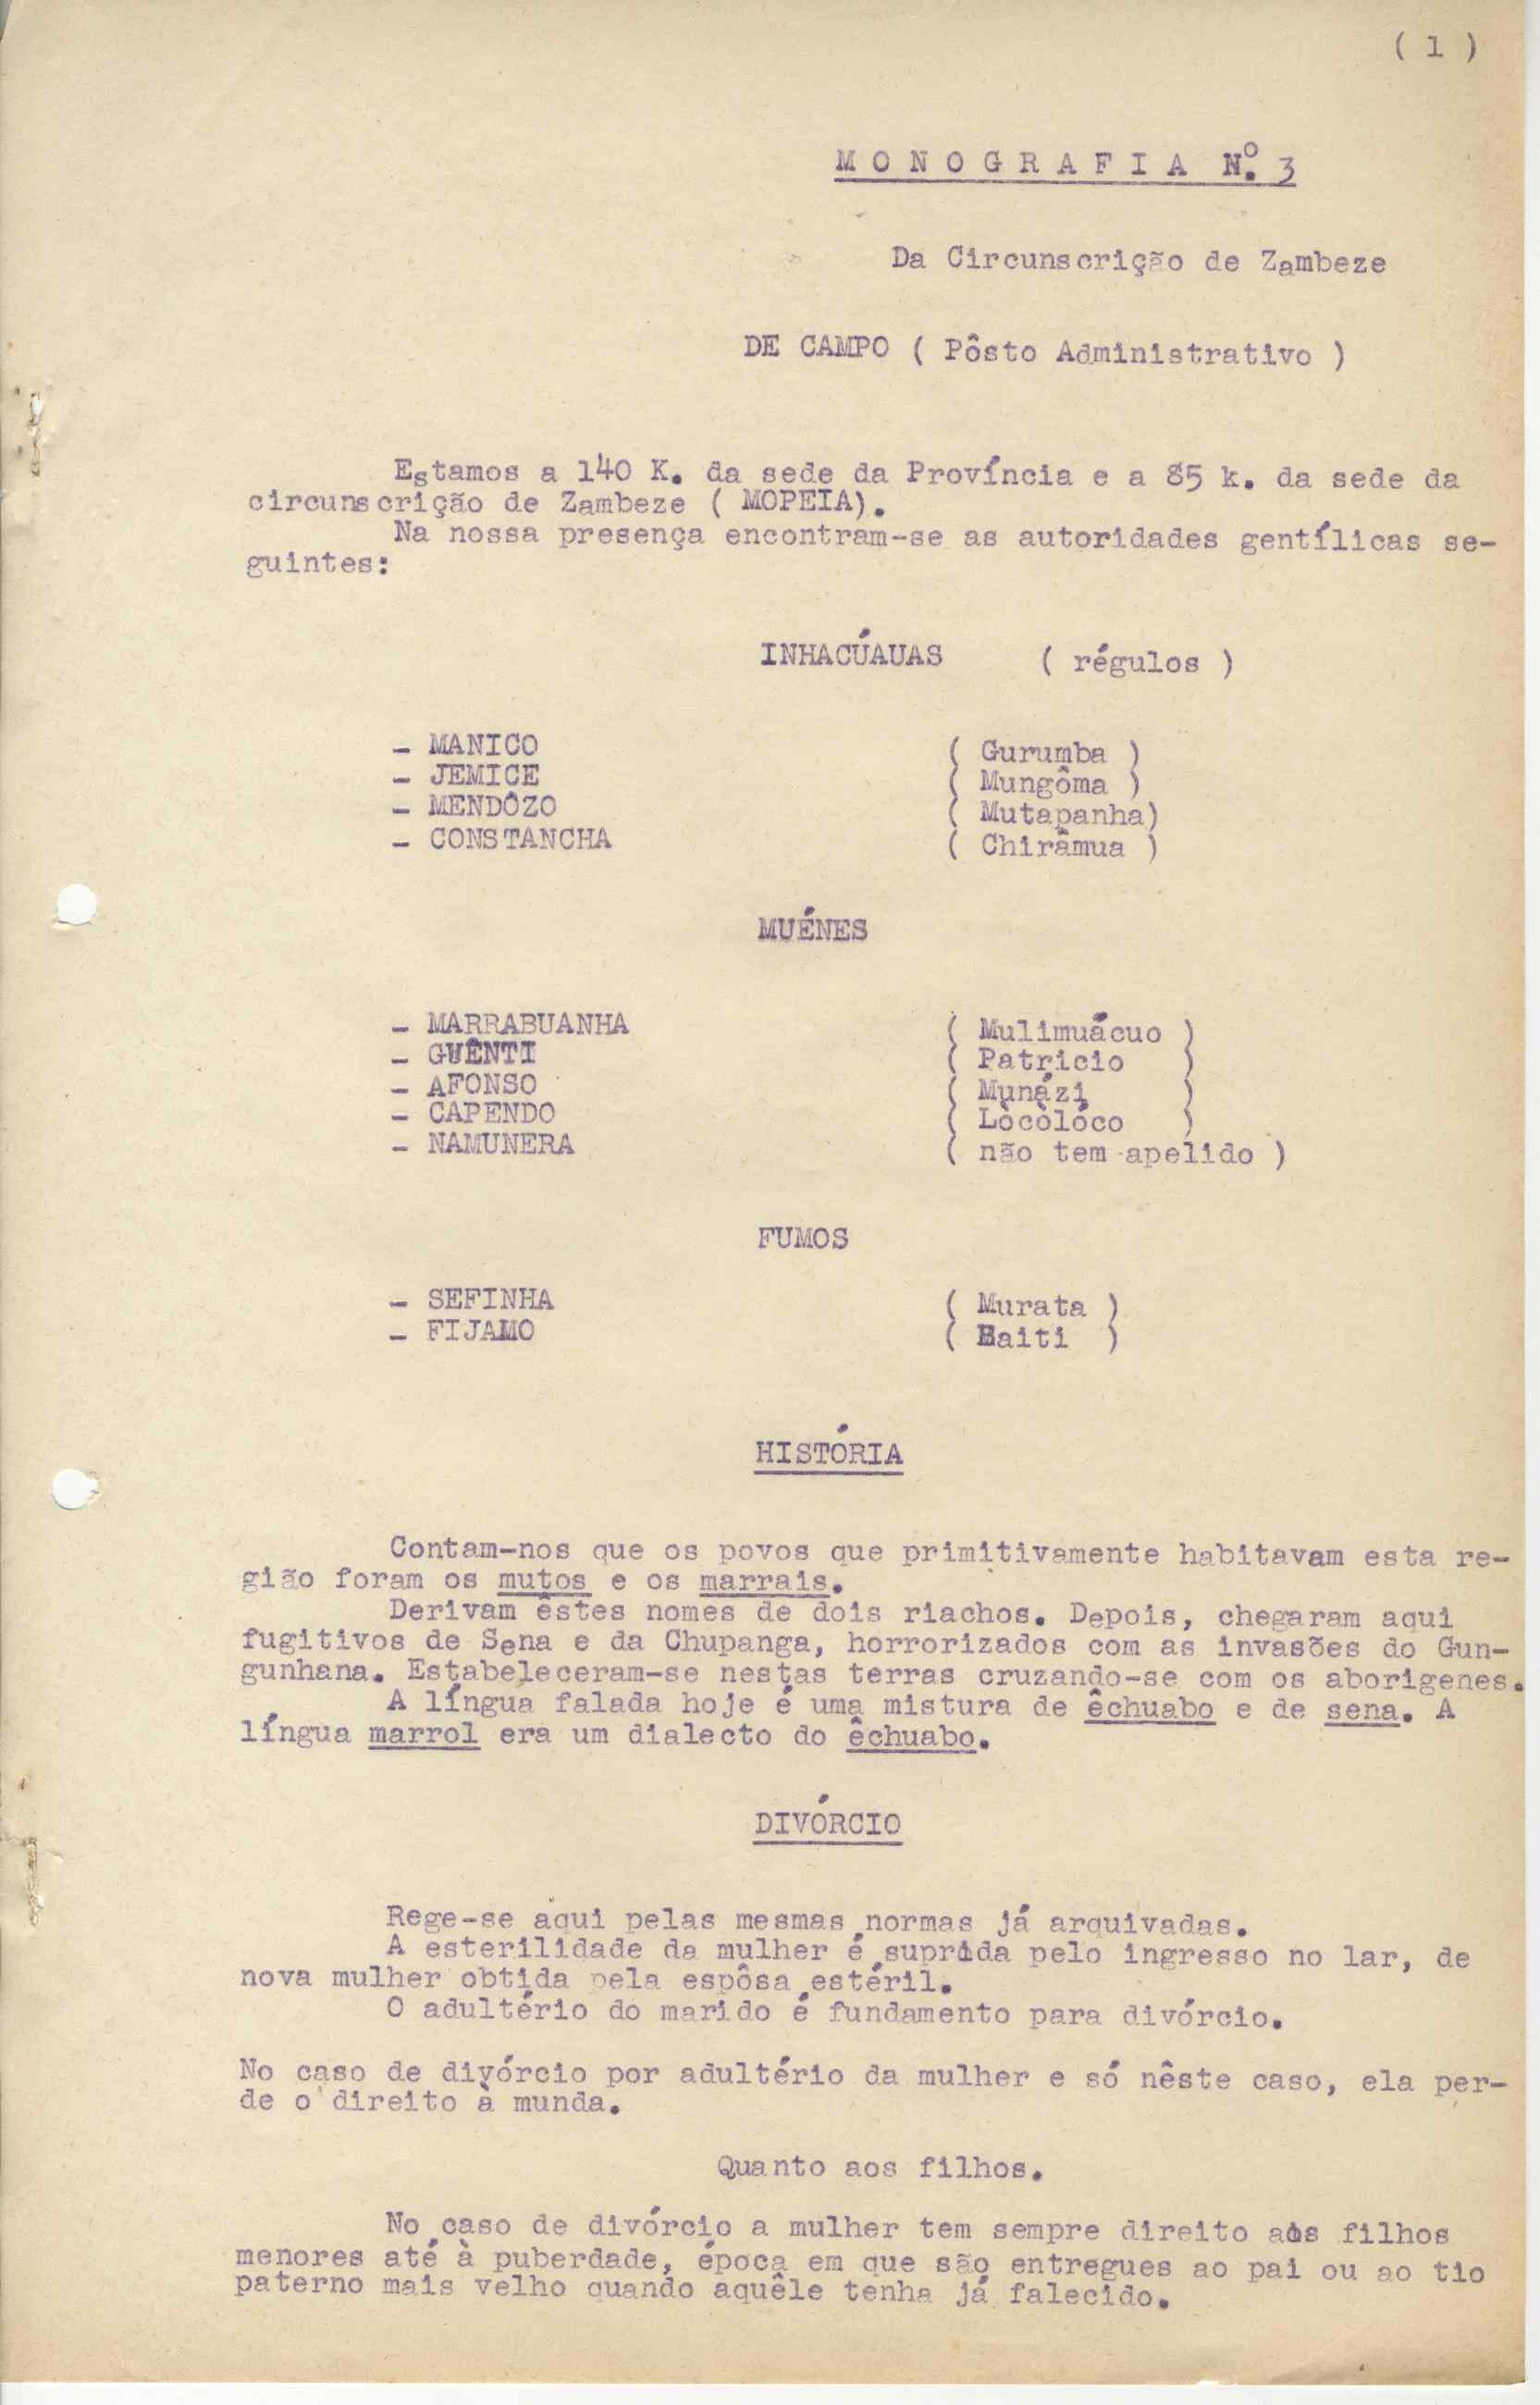 ( 1 )
MONOGRAFIA Nº. 3
Da Circunscrição de Zambeze
DE CAMPO ( Pôsto Administrativo )
Estamos a 140 K. da sede da Província e a 85 k. da sede da
circunscrição de Zambeze ( MOPEIA).
Na nossa presença encontram-se as autoridades gentílicas se-
guintes:
INHACÚAUAS ( régulos )
- MANICO ( Gurumba )
- JEMICE ( Mungôma )
- MENDÔZO ( Mutapanha)
- CONSTANCHA ( Chirâmua )
MUÉNES
- MARRABUANHA ( Mulimuácuo )
- GUÊNTI ( Patricio )
- AFONSO ( Munázi )
- CAPENDO ( Lòcòlóco )
- NAMUNERA ( não tem apelido )
FUMOS
- SEFINHA ( Murata )
- FIJAMO ( Haiti )
HISTÓRIA
Contam-nos que os povos que primitivamente habitavam esta re-
gião foram os mutos e os marrais.
Derivam êstes nomes de dois riachos. Depois, chegaram aqui
fugitivos de Sena e da Chupanga, horrorizados com as invasões do Gun-
gunhana. Estabeleceram-se nestas terras cruzando-se com os aborigenes.
A língua falada hoje é uma mistura de êchuabo e de sena. A
língua marrol era um dialecto do êchuabo.
DIVÓRCIO
Rege-se aqui pelas mesmas normas já arquivadas.
A esterilidade da mulher é suprida pelo ingresso no lar, de
nova mulher obtida pela espôsa estéril.
O adultério do marido é fundamento para divórcio.
No caso de divórcio por adultério da mulher e só nêste caso, ela per-
de o direito à munda.
Quanto aos filhos.
No caso de divórcio a mulher tem sempre direito aos filhos
menores até à puberdade, época em que são entregues ao pai ou ao tio
paterno mais velho quando aquêle tenha já falecido.